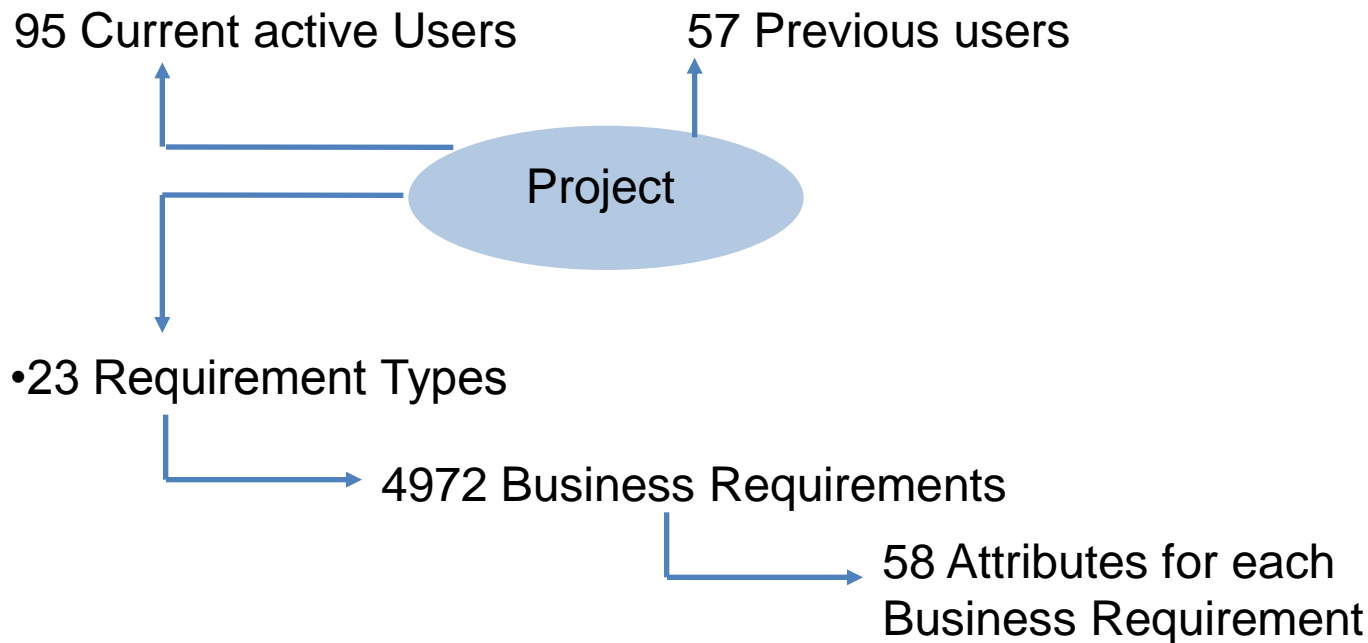 95 Current active Users
57 Previous users
Project
•23 Requirement Types
4972 Business Requirements
58 Attributes for each
Business Requirement